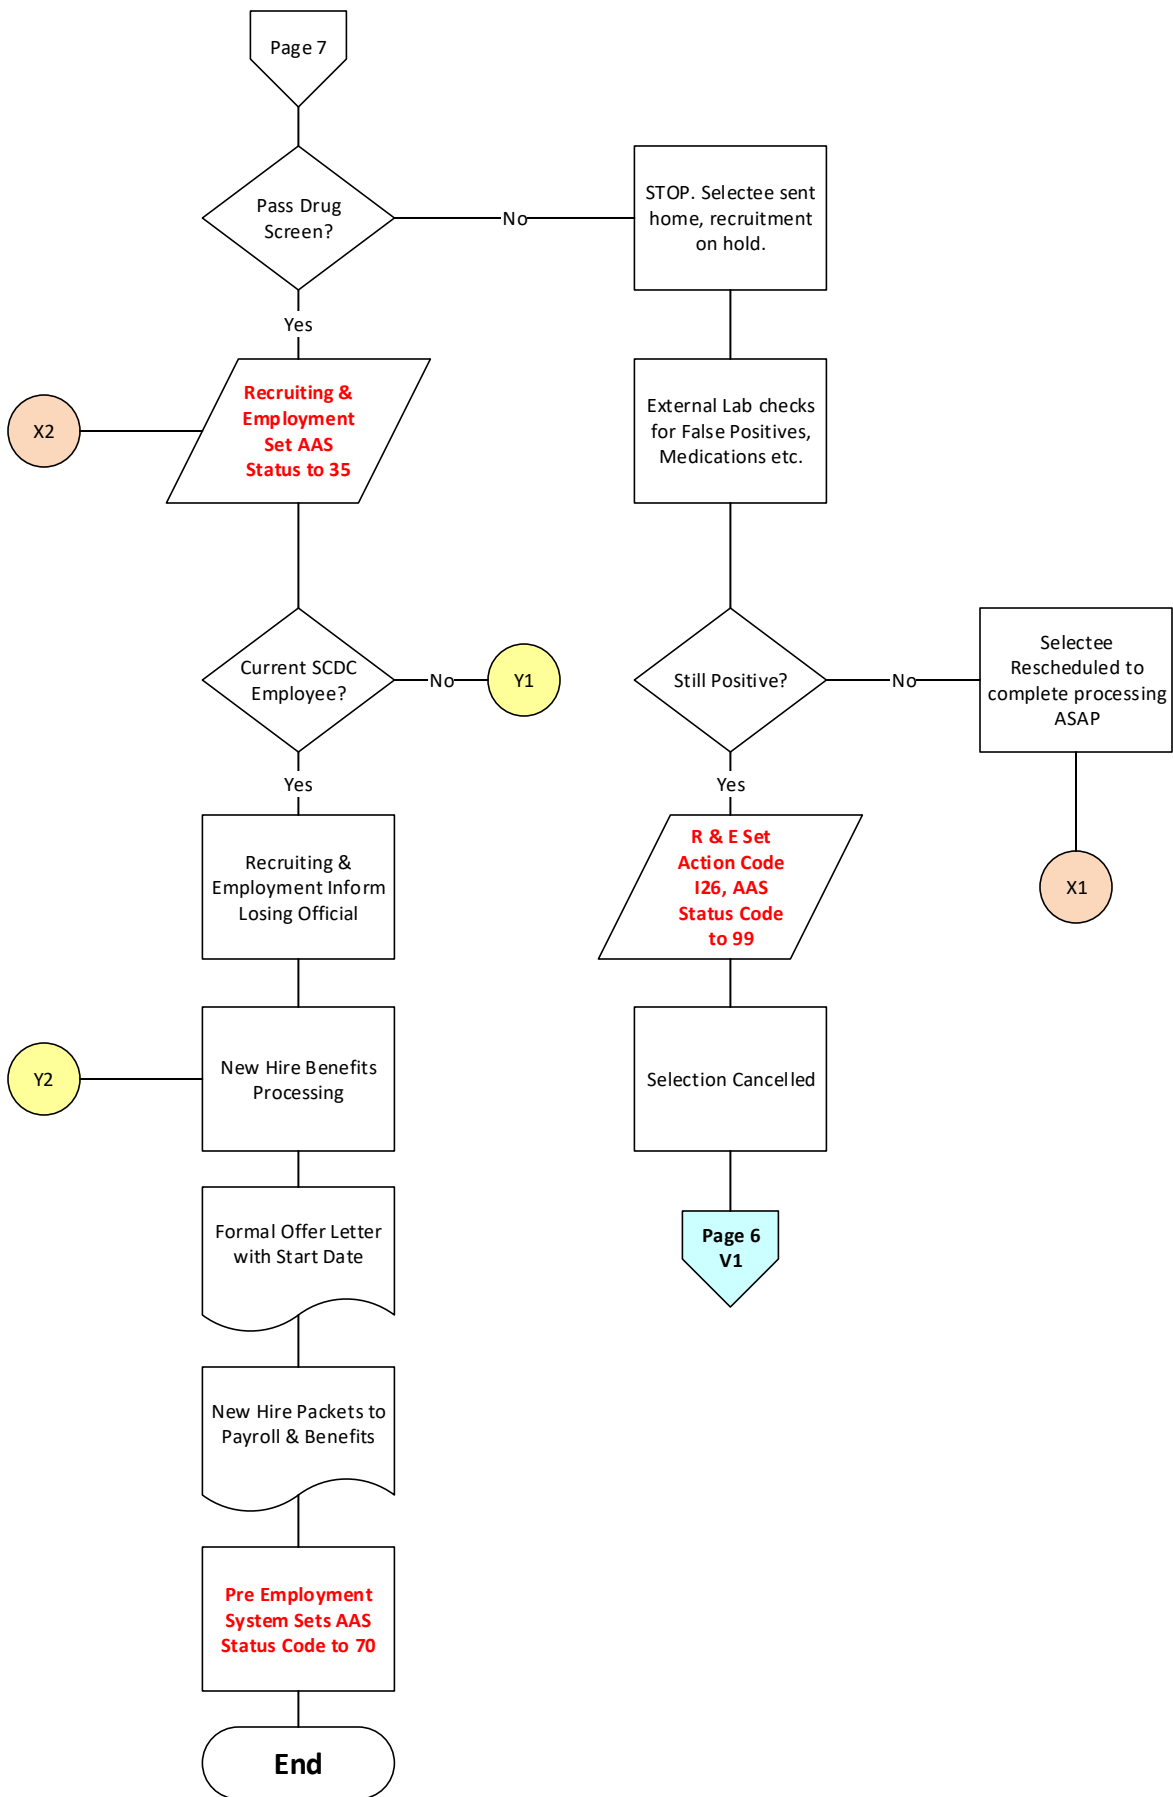 Page 7
Pass Drug
Screen?
No
STOP. Selectee sent
home, recruitment
on hold.
Yes
X2
Recruiting &
Employment
Set AAS
Status to 35
External Lab checks
for False Positives,
Medications etc.
Current SCDC
Employee?
No
Y1
Still Positive?
No
Selectee
Rescheduled to
complete processing
ASAP
Yes
Yes
Recruiting &
Employment Inform
Losing Official
R & E Set
Action Code
I26, AAS
Status Code
to 99
X1
Y2
New Hire Benefits
Processing
Selection Cancelled
Formal Offer Letter
with Start Date
Page 6
V1
New Hire Packets to
Payroll & Benefits
Pre Employment
System Sets AAS
Status Code to 70
End